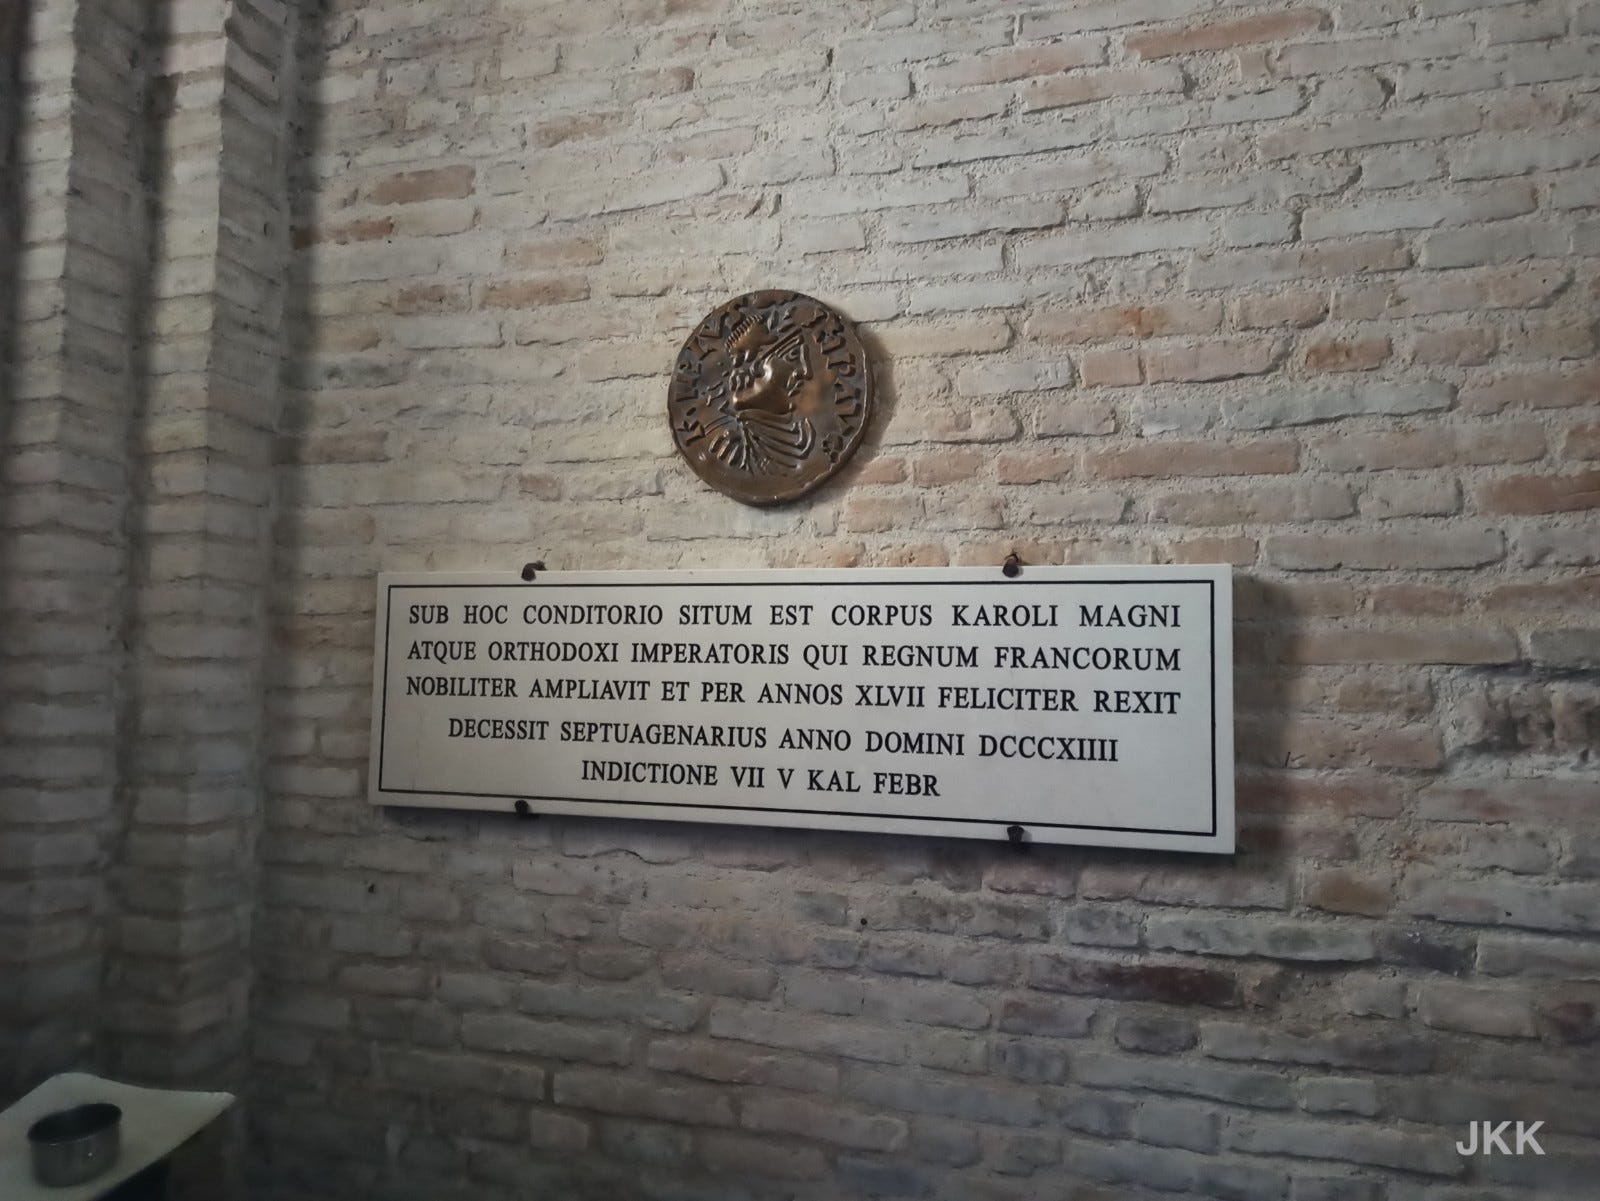 SUB HOC CONDITORIO SITUM EST CORPUS KAROLI MAGNI
ATQUE ORTHODOXI IMPERATORIS QUI REGNUM FRANCORUM
NOBILITER AMPLIAVIT ET PER ANNOS XLVII FELICITER REXIT
DECESSIT SEPTUAGENARIUS ANNO DOMINI DCCCXIIII
INDICTIONE VII V KAL FEBR
JKK